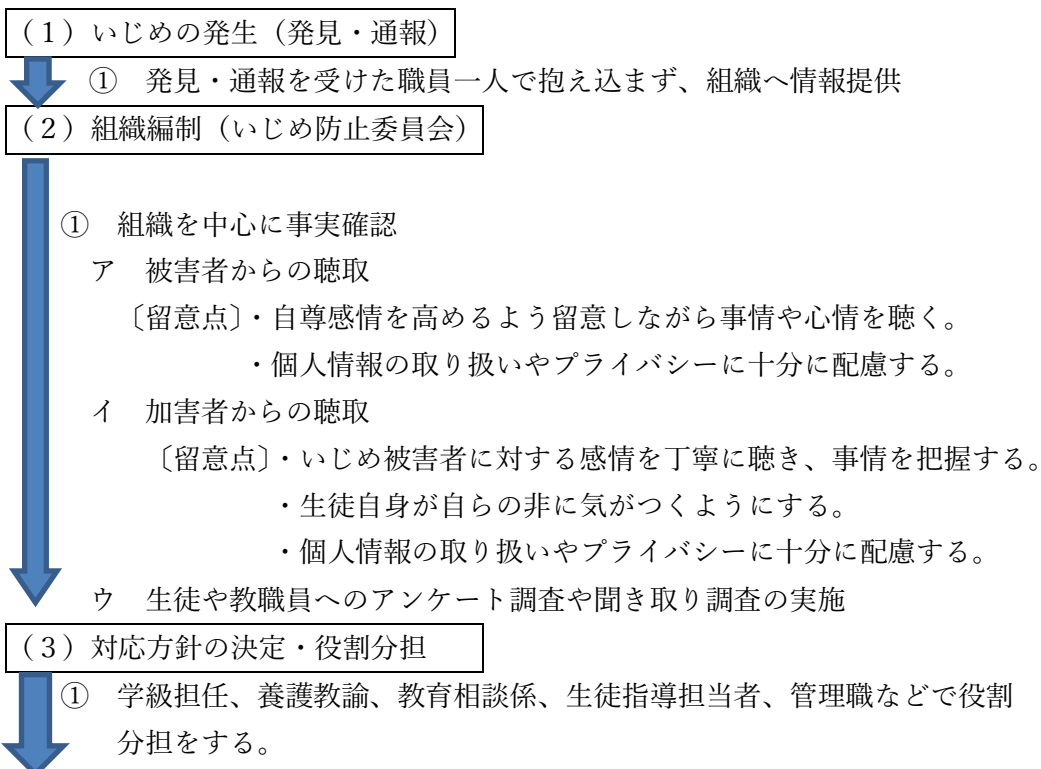 （１）いじめの発生（発見・通報）
① 発見・通報を受けた職員一人で抱え込まず、組織へ情報提供
（２）組織編制（いじめ防止委員会）
① 組織を中心に事実確認
ア 被害者からの聴取
〔留意点〕・自尊感情を高めるよう留意しながら事情や心情を聴く。
・個人情報の取り扱いやプライバシーに十分に配慮する。
イ 加害者からの聴取
〔留意点〕・いじめ被害者に対する感情を丁寧に聴き、事情を把握する。
・生徒自身が自らの非に気がつくようにする。
・個人情報の取り扱いやプライバシーに十分に配慮する。
ウ 生徒や教職員へのアンケート調査や聞き取り調査の実施
（３）対応方針の決定・役割分担
① 学級担任、養護教諭、教育相談係、生徒指導担当者、管理職などで役割
分担をする。